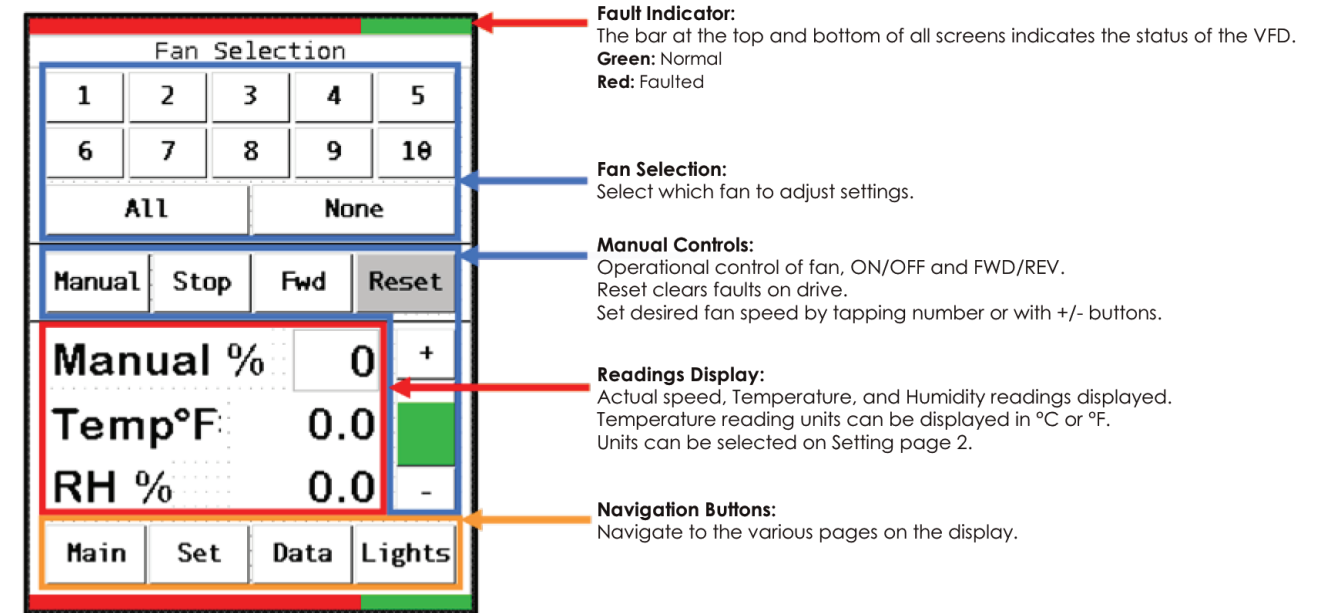 Fan Selection
1 2 3 4 5
6 7 8 9 10
All None
Manual Stop Fwd Reset
Manual % 0 +
Temp°F 0.0
RH % 0.0 -
Main Set Data Lights
Fault Indicator:
The bar at the top and bottom of all screens indicates the status of the VFD.
Green: Normal
Red: Faulted
Fan Selection:
Select which fan to adjust settings.
Manual Controls:
Operational control of fan, ON/OFF and FWD/REV.
Reset clears faults on drive.
Set desired fan speed by tapping number or with +/- buttons.
Readings Display:
Actual speed, Temperature, and Humidity readings displayed.
Temperature reading units can be displayed in °C or °F.
Units can be selected on Setting page 2.
Navigation Buttons:
Navigate to the various pages on the display.